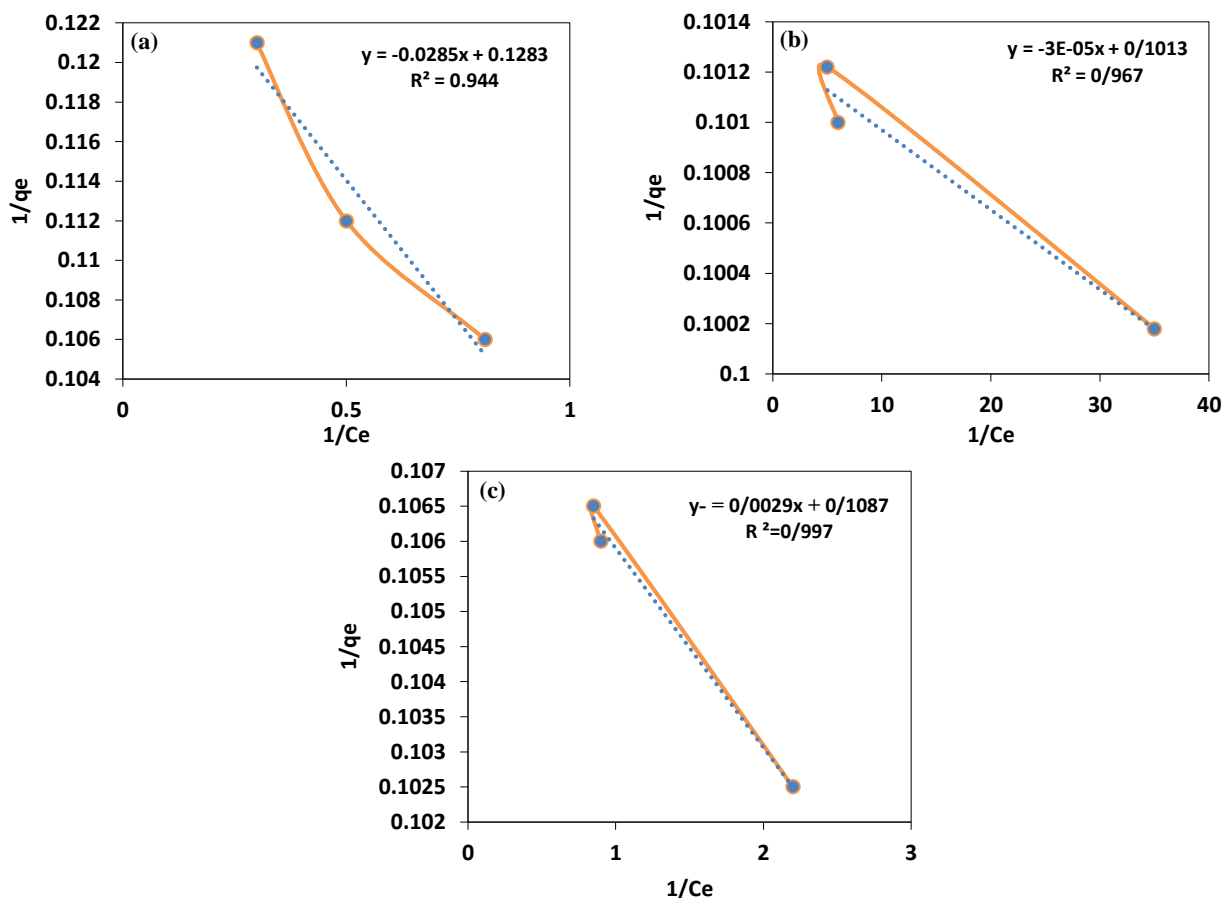 (a)
y = -0.0285x + 0.1283
R² = 0.944
0.122
0.12
0.118
0.116
0.114
0.112
0.11
0.108
0.106
0.104
1/qe
0
0.5
1
1/Ce
(b)
y = -3E-05x + 0/1013
R² = 0/967
0.1014
0.1012
0.101
0.1008
0.1006
0.1004
0.1002
0.1
1/qe
0
10
20
30
40
1/Ce
(c)
y- = 0/0029x + 0/1087
R ²=0/997
0.107
0.1065
0.106
0.1055
0.105
0.1045
0.104
0.1035
0.103
0.1025
0.102
1/qe
0
1
2
3
1/Ce